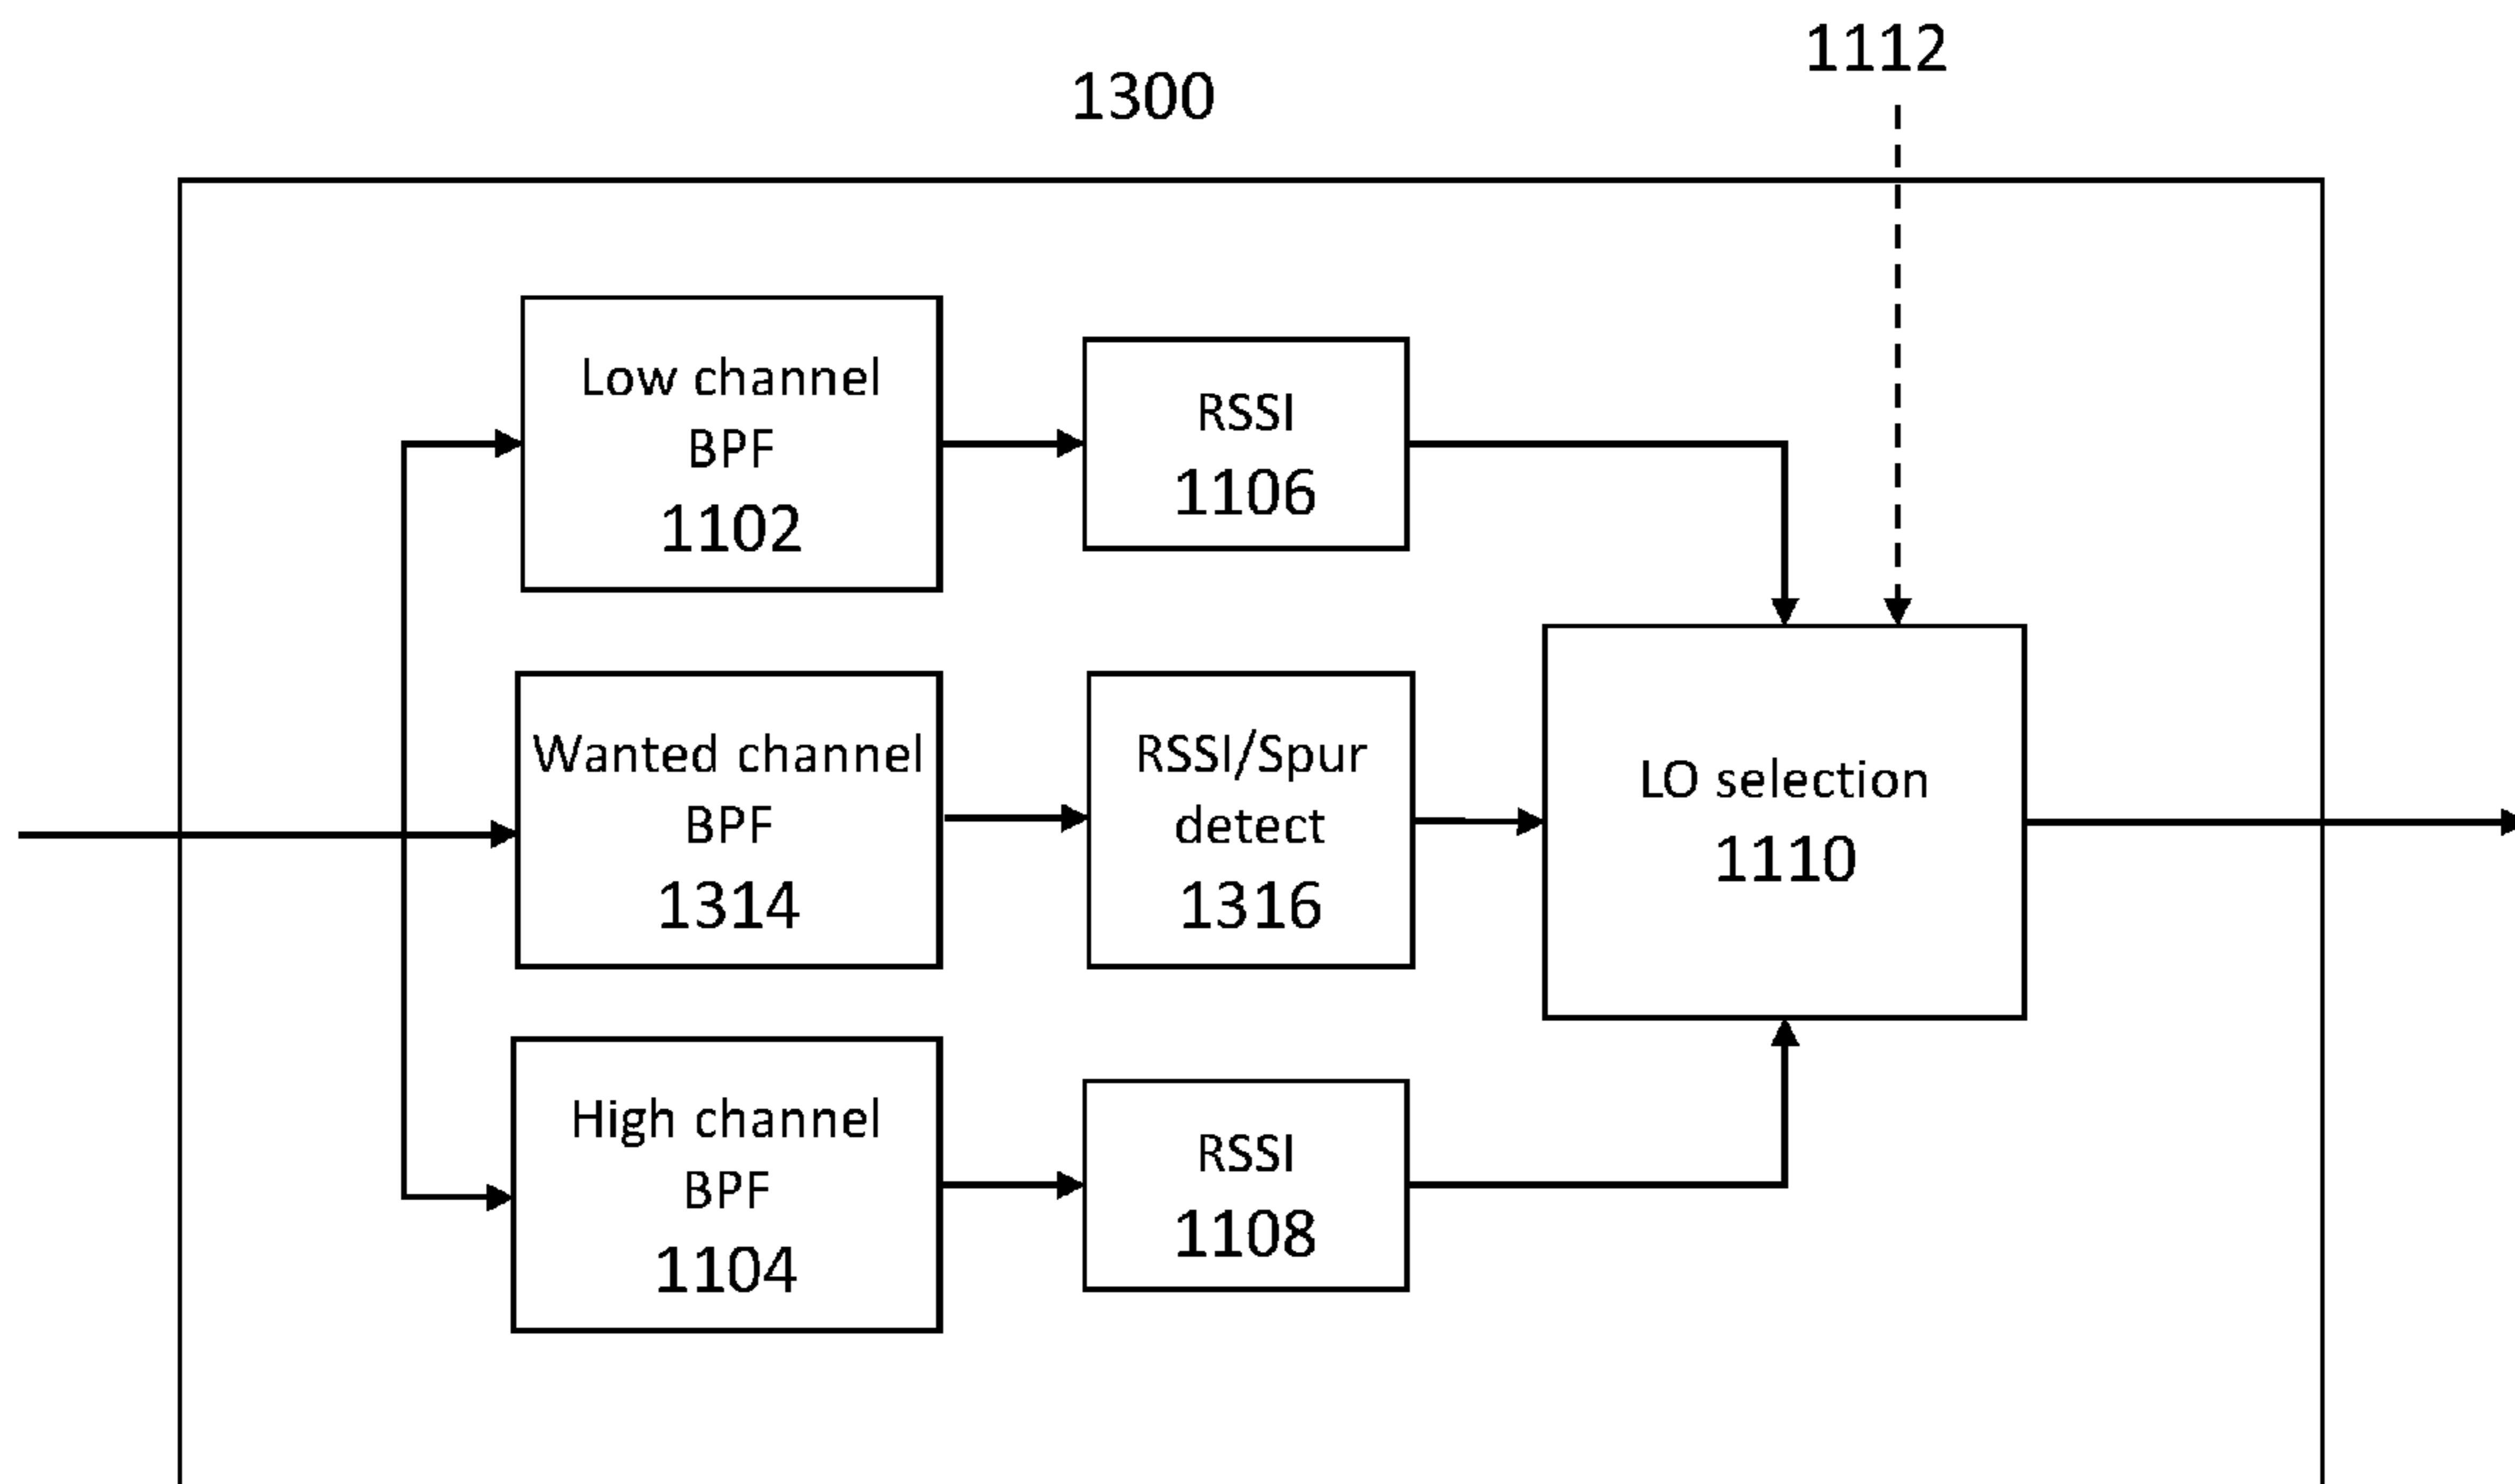 1112
1300
Low channel
BPF
1102
RSSI
1106
Wanted channel
BPF
1314
RSSI/Spur
detect
1316
LO selection
1110
High channel
BPF
1104
RSSI
1108